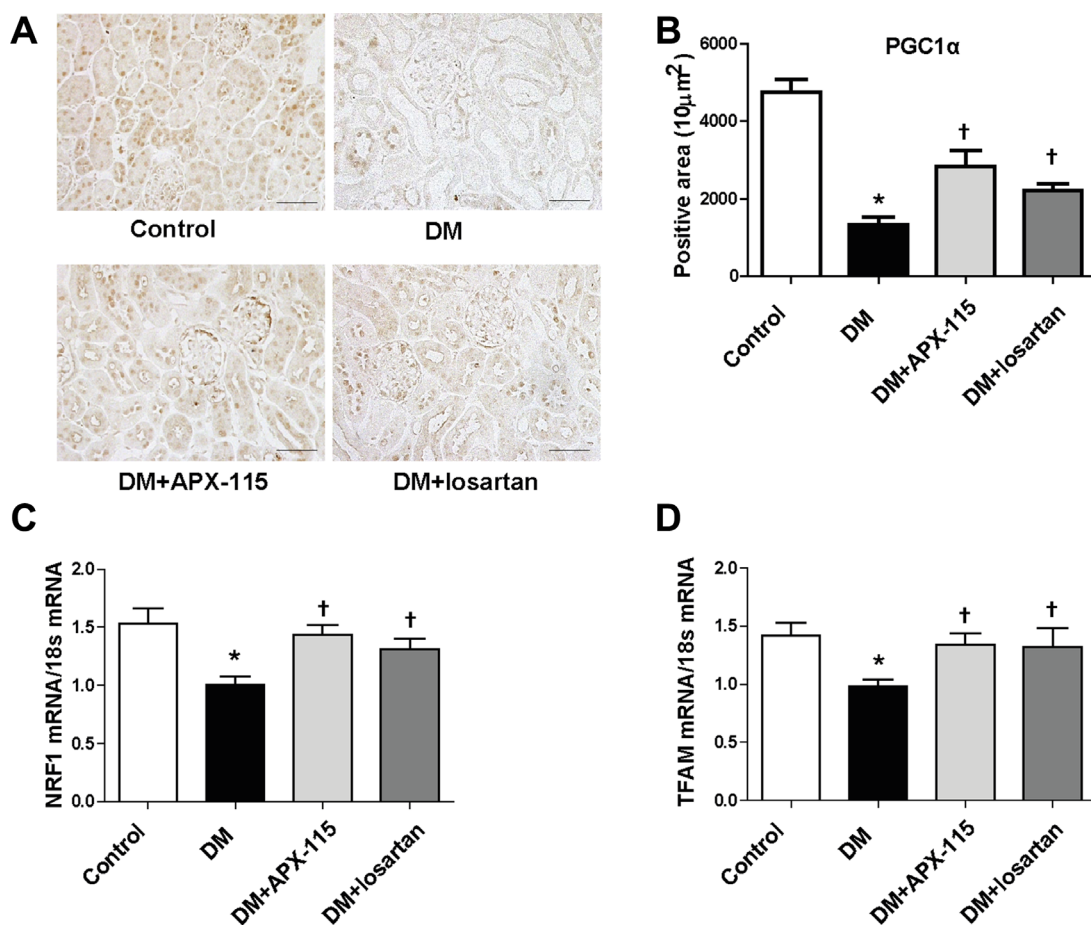 A
Control
DM
DM+APX-115
DM+losartan
B
PGC1α
Positive area (10μm²)
6000
4000
2000
0
*
†
†
Control
DM
DM+APX-115
DM+losartan
C
NRF1 mRNA/18s mRNA
2.0
1.5
1.0
0.5
0.0
*
†
†
Control
DM
DM+APX-115
DM+losartan
D
TFAM mRNA/18s mRNA
2.0
1.5
1.0
0.5
0.0
*
†
†
Control
DM
DM+APX-115
DM+losartan